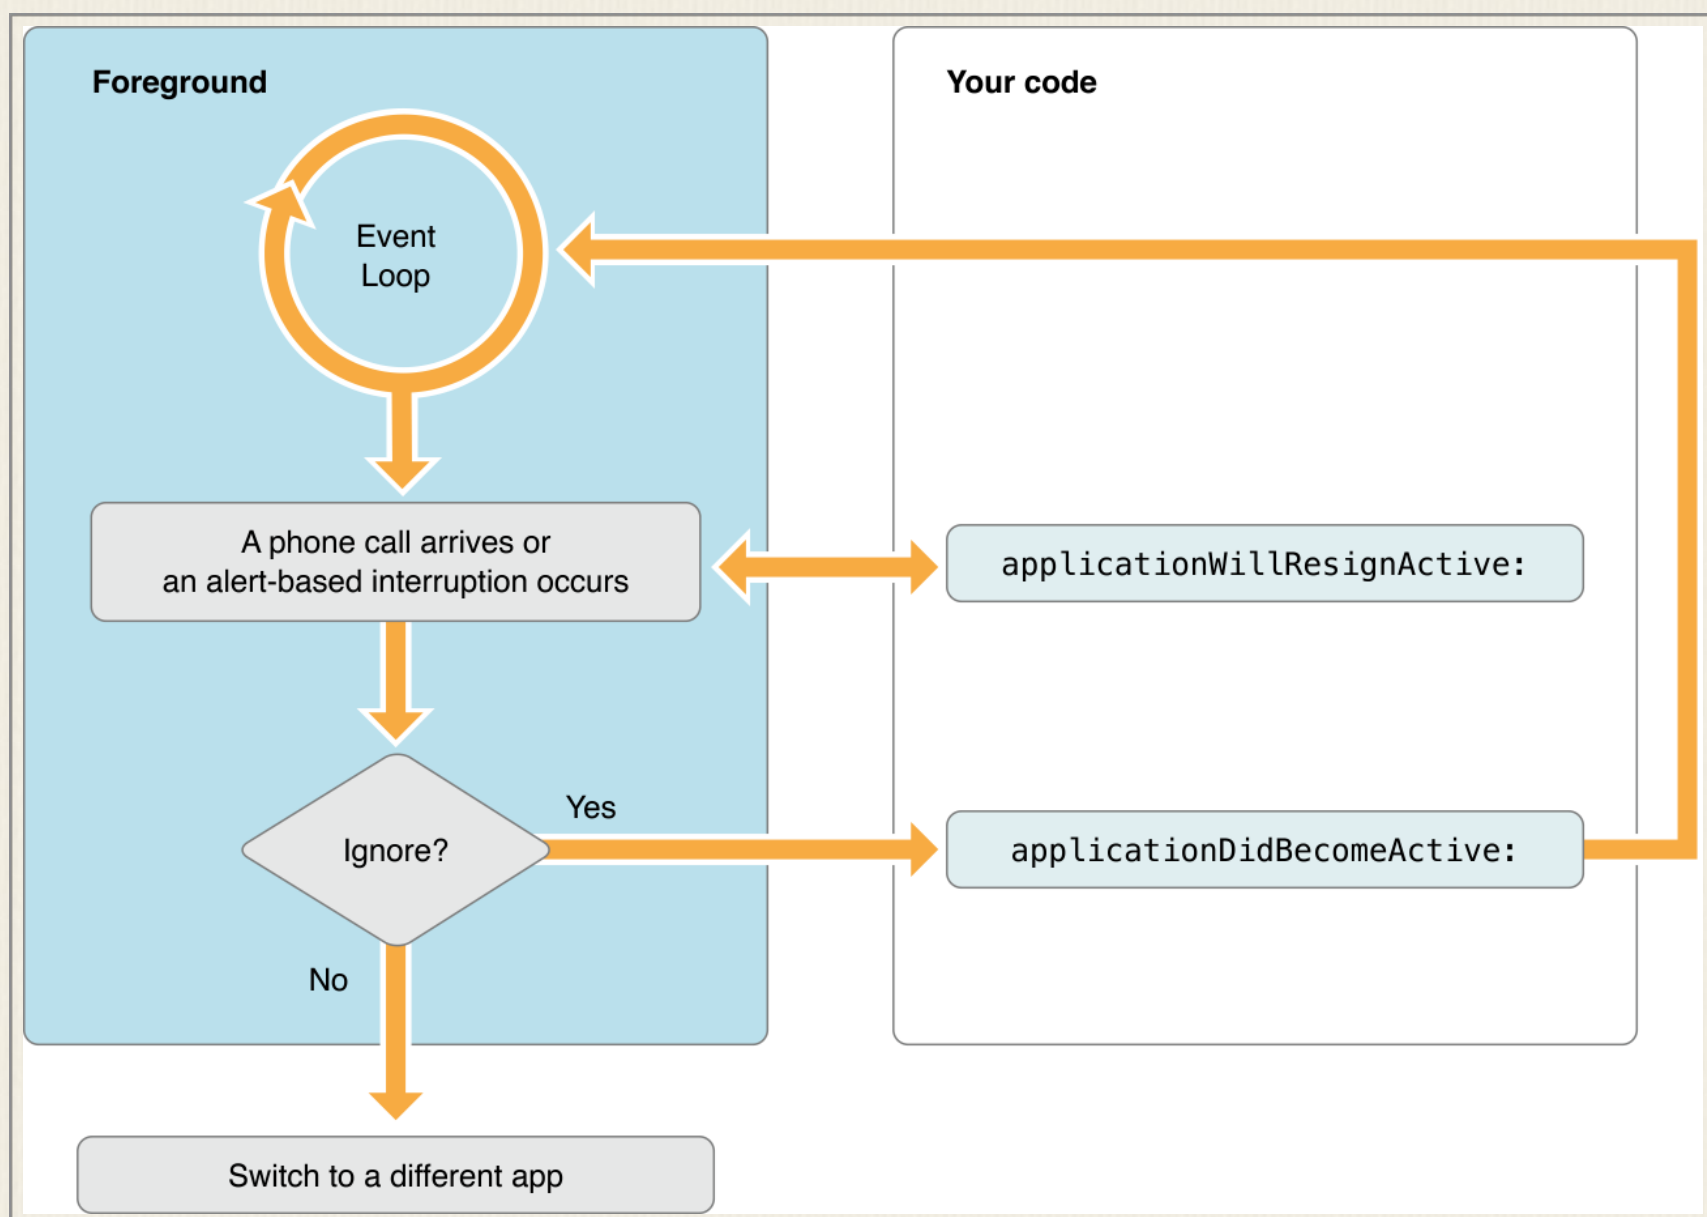 Foreground
Your code
Event
Loop
A phone call arrives or
an alert-based interruption occurs
applicationWillResignActive:
Ignore?
Yes
applicationDidBecomeActive:
No
Switch to a different app